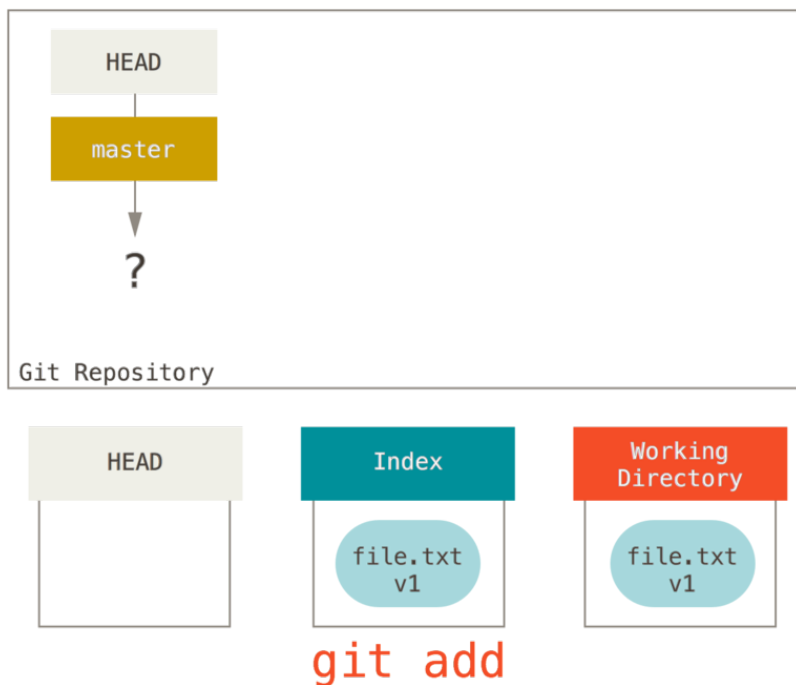 HEAD
master
?
Git Repository
HEAD
Index
Working
Directory
file.txt
v1
file.txt
v1
git add